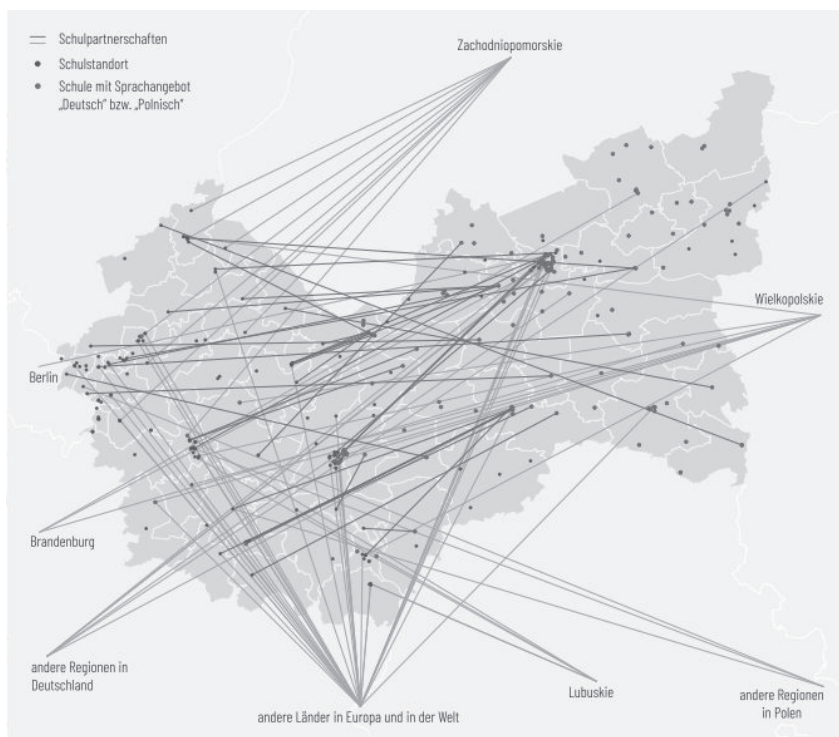 Schulpartnerschaften
Schulstandort
Schule mit Sprachangebot
„Deutsch" bzw. „Polnisch"
Zachodniopomorskie
Wielkopolskie
Berlin
Brandenburg
andere Regionen in
Deutschland
andere Länder in Europa und in der Welt
Lubuskie
andere Regionen
in Polen